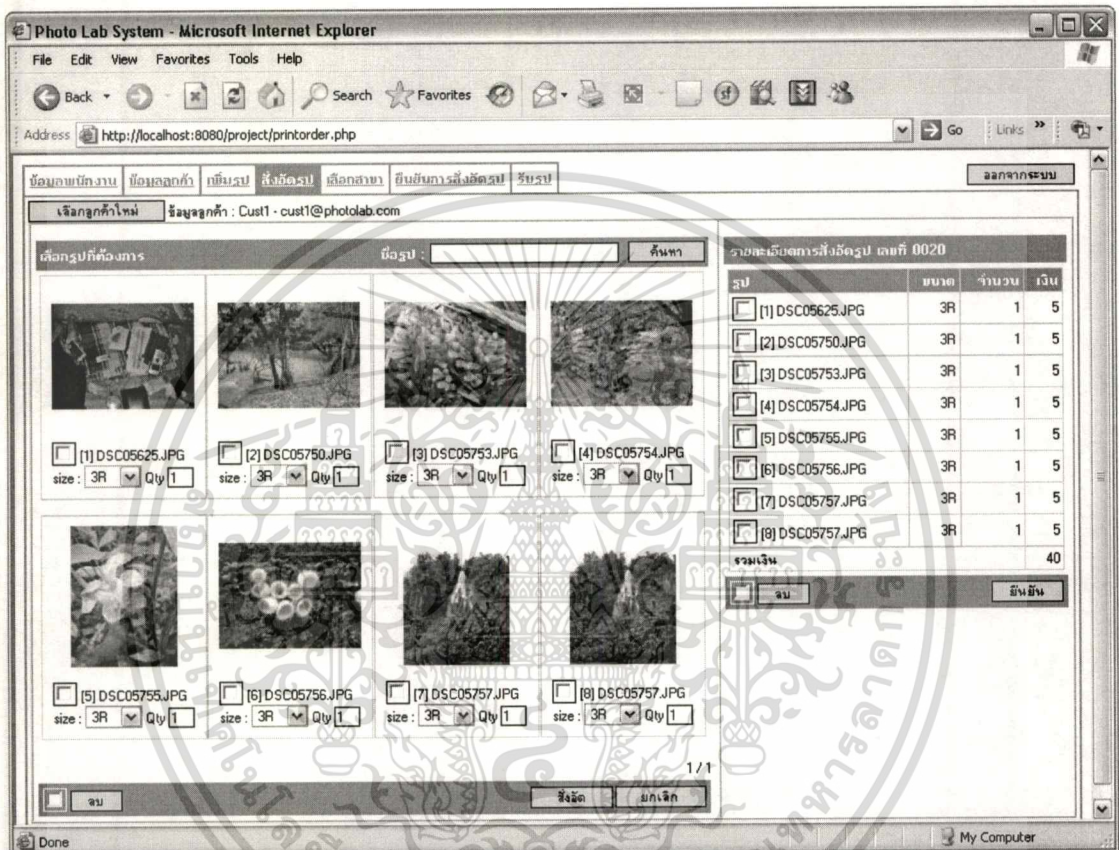 Photo Lab System - Microsoft Internet Explorer
File Edit View Favorites Tools Help
Back Search Favorites
Address http://localhost:8080/project/printorder.php Go Links »
ข้อมูลพนักงาน ข้อมูลลูกค้า เพิ่มรูป สั่งอัดรูป เลือกสาขา ยืนยันการสั่งอัดรูป รับรูป ออกจากระบบ
เลือกลูกค้าใหม่ ข้อมูลลูกค้า : Cust1 - cust1@photolab.com
เลือกรูปที่ต้องการ ชื่อรูป : ค้นหา
[1] DSC05625.JPG [2] DSC05750.JPG [3] DSC05753.JPG [4] DSC05754.JPG
size : 3R Qty 1 size : 3R Qty 1 size : 3R Qty 1 size : 3R Qty 1
[5] DSC05755.JPG [6] DSC05756.JPG [7] DSC05757.JPG [8] DSC05757.JPG
size : 3R Qty 1 size : 3R Qty 1 size : 3R Qty 1 size : 3R Qty 1
1 / 1
ลบ สั่งอัด ยกเลิก
รายละเอียดการสั่งอัดรูป เลขที่ 0020
รูป ขนาด จำนวน เงิน
[1] DSC05625.JPG 3R 1 5
[2] DSC05750.JPG 3R 1 5
[3] DSC05753.JPG 3R 1 5
[4] DSC05754.JPG 3R 1 5
[5] DSC05755.JPG 3R 1 5
[6] DSC05756.JPG 3R 1 5
[7] DSC05757.JPG 3R 1 5
[8] DSC05757.JPG 3R 1 5
รวมเงิน 40
ลบ ยืนยัน
Done My Computer